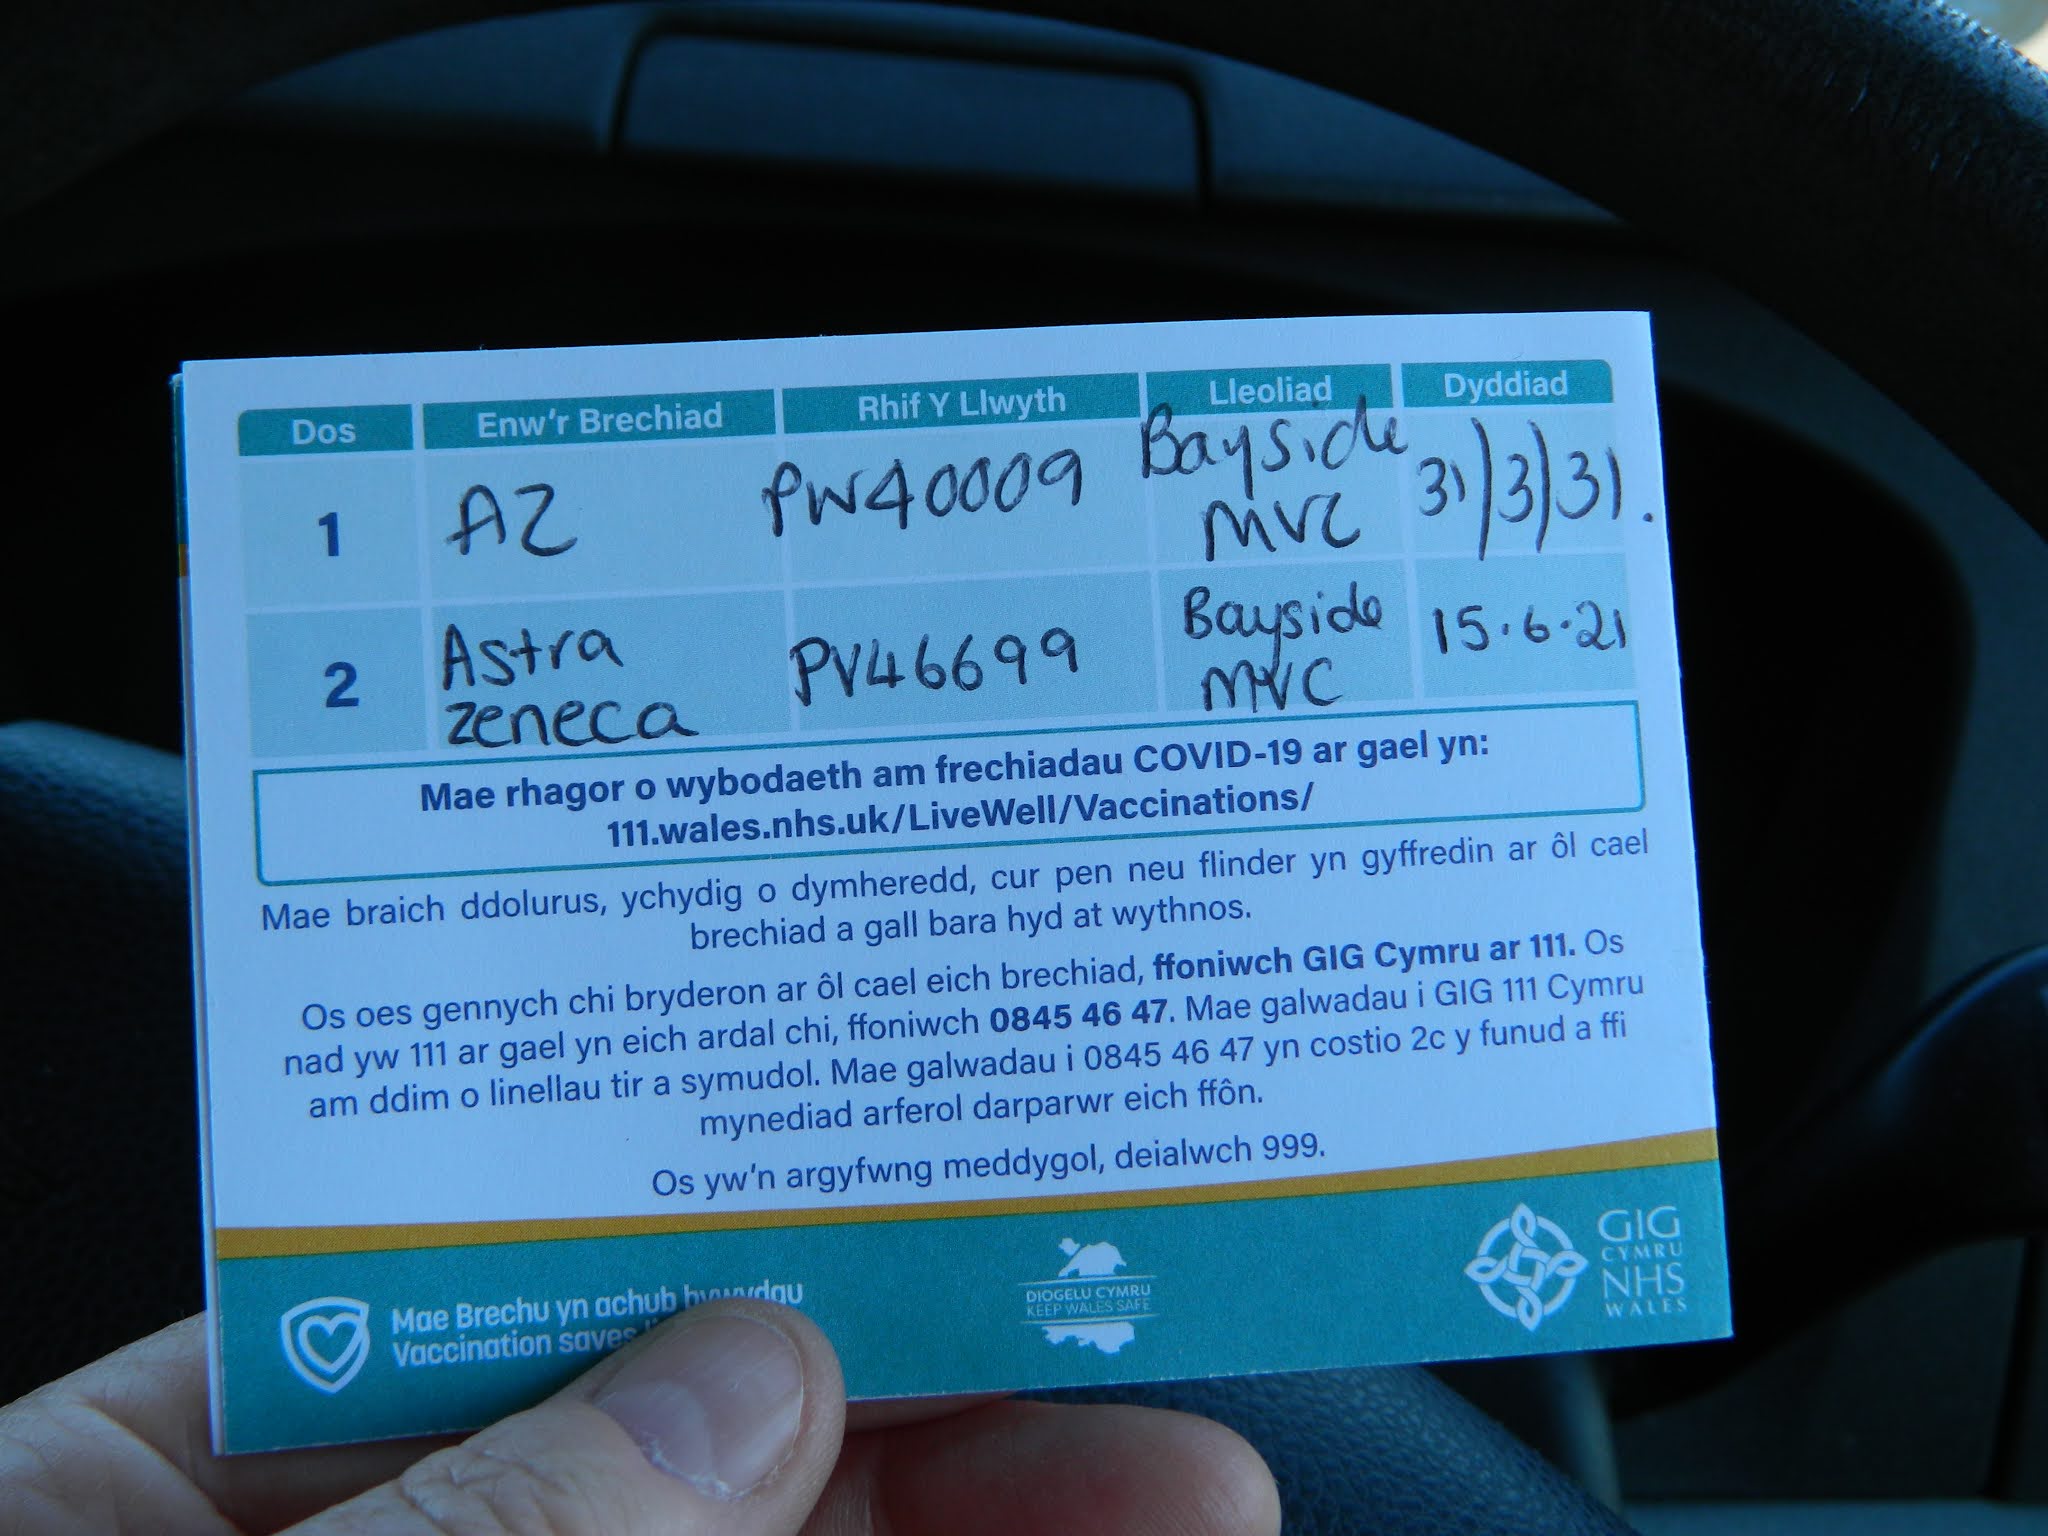 Dos Enw'r Brechiad Rhif Y Llwyth Lleoliad Dyddiad
1 AZ PW40009 Bayside MVC 31/3/31.
2 Astra zeneca PV46699 Bayside MVC 15.6.21
Mae rhagor o wybodaeth am frechiadau COVID-19 ar gael yn:
111.wales.nhs.uk/LiveWell/Vaccinations/
Mae braich ddolurus, ychydig o dymheredd, cur pen neu flinder yn gyffredin ar ôl cael
brechiad a gall bara hyd at wythnos.
Os oes gennych chi bryderon ar ôl cael eich brechiad, ffoniwch GIG Cymru ar 111. Os
nad yw 111 ar gael yn eich ardal chi, ffoniwch 0845 46 47. Mae galwadau i GIG 111 Cymru
am ddim o linellau tir a symudol. Mae galwadau i 0845 46 47 yn costio 2c y funud a ffi
mynediad arferol darparwr eich ffôn.
Os yw'n argyfwng meddygol, deialwch 999.
Mae Brechu yn achub bywydau
Vaccination saves
DIOGELU CYMRU
KEEP WALES SAFE
GIG
CYMRU
NHS
WALES